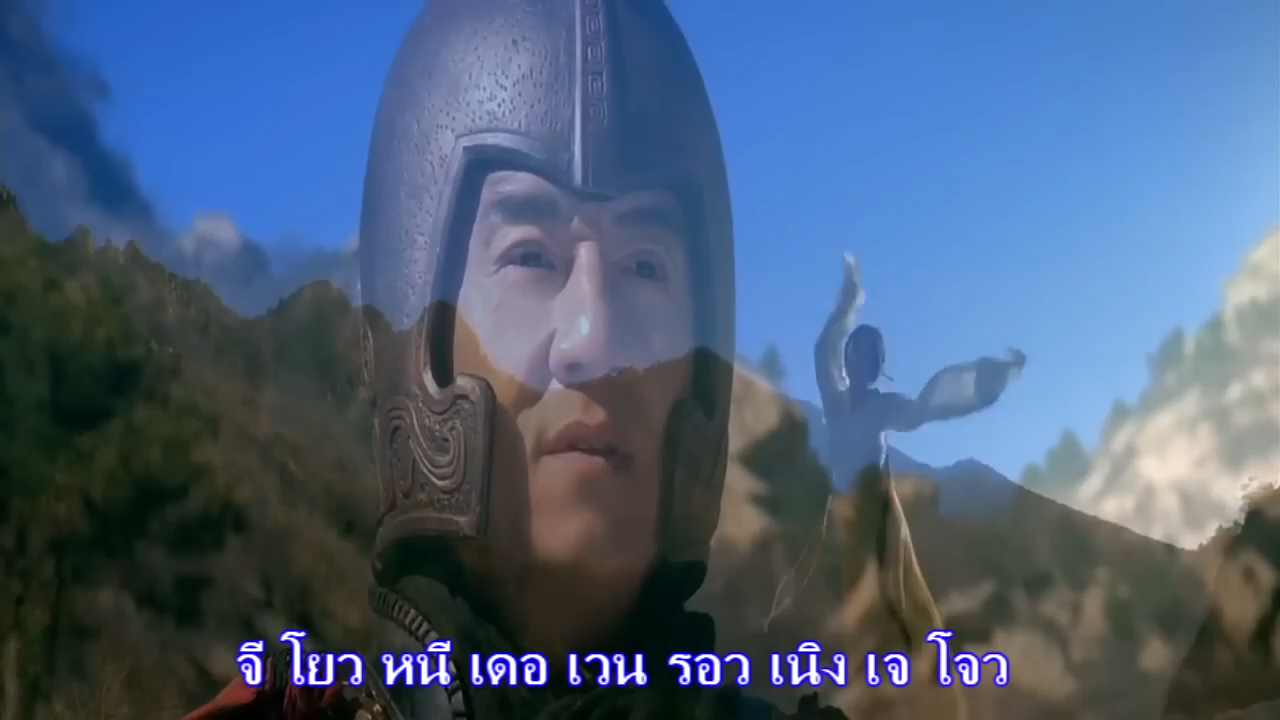 จี โยว หนี เดอ เวน รอว เนิง เจ โจว